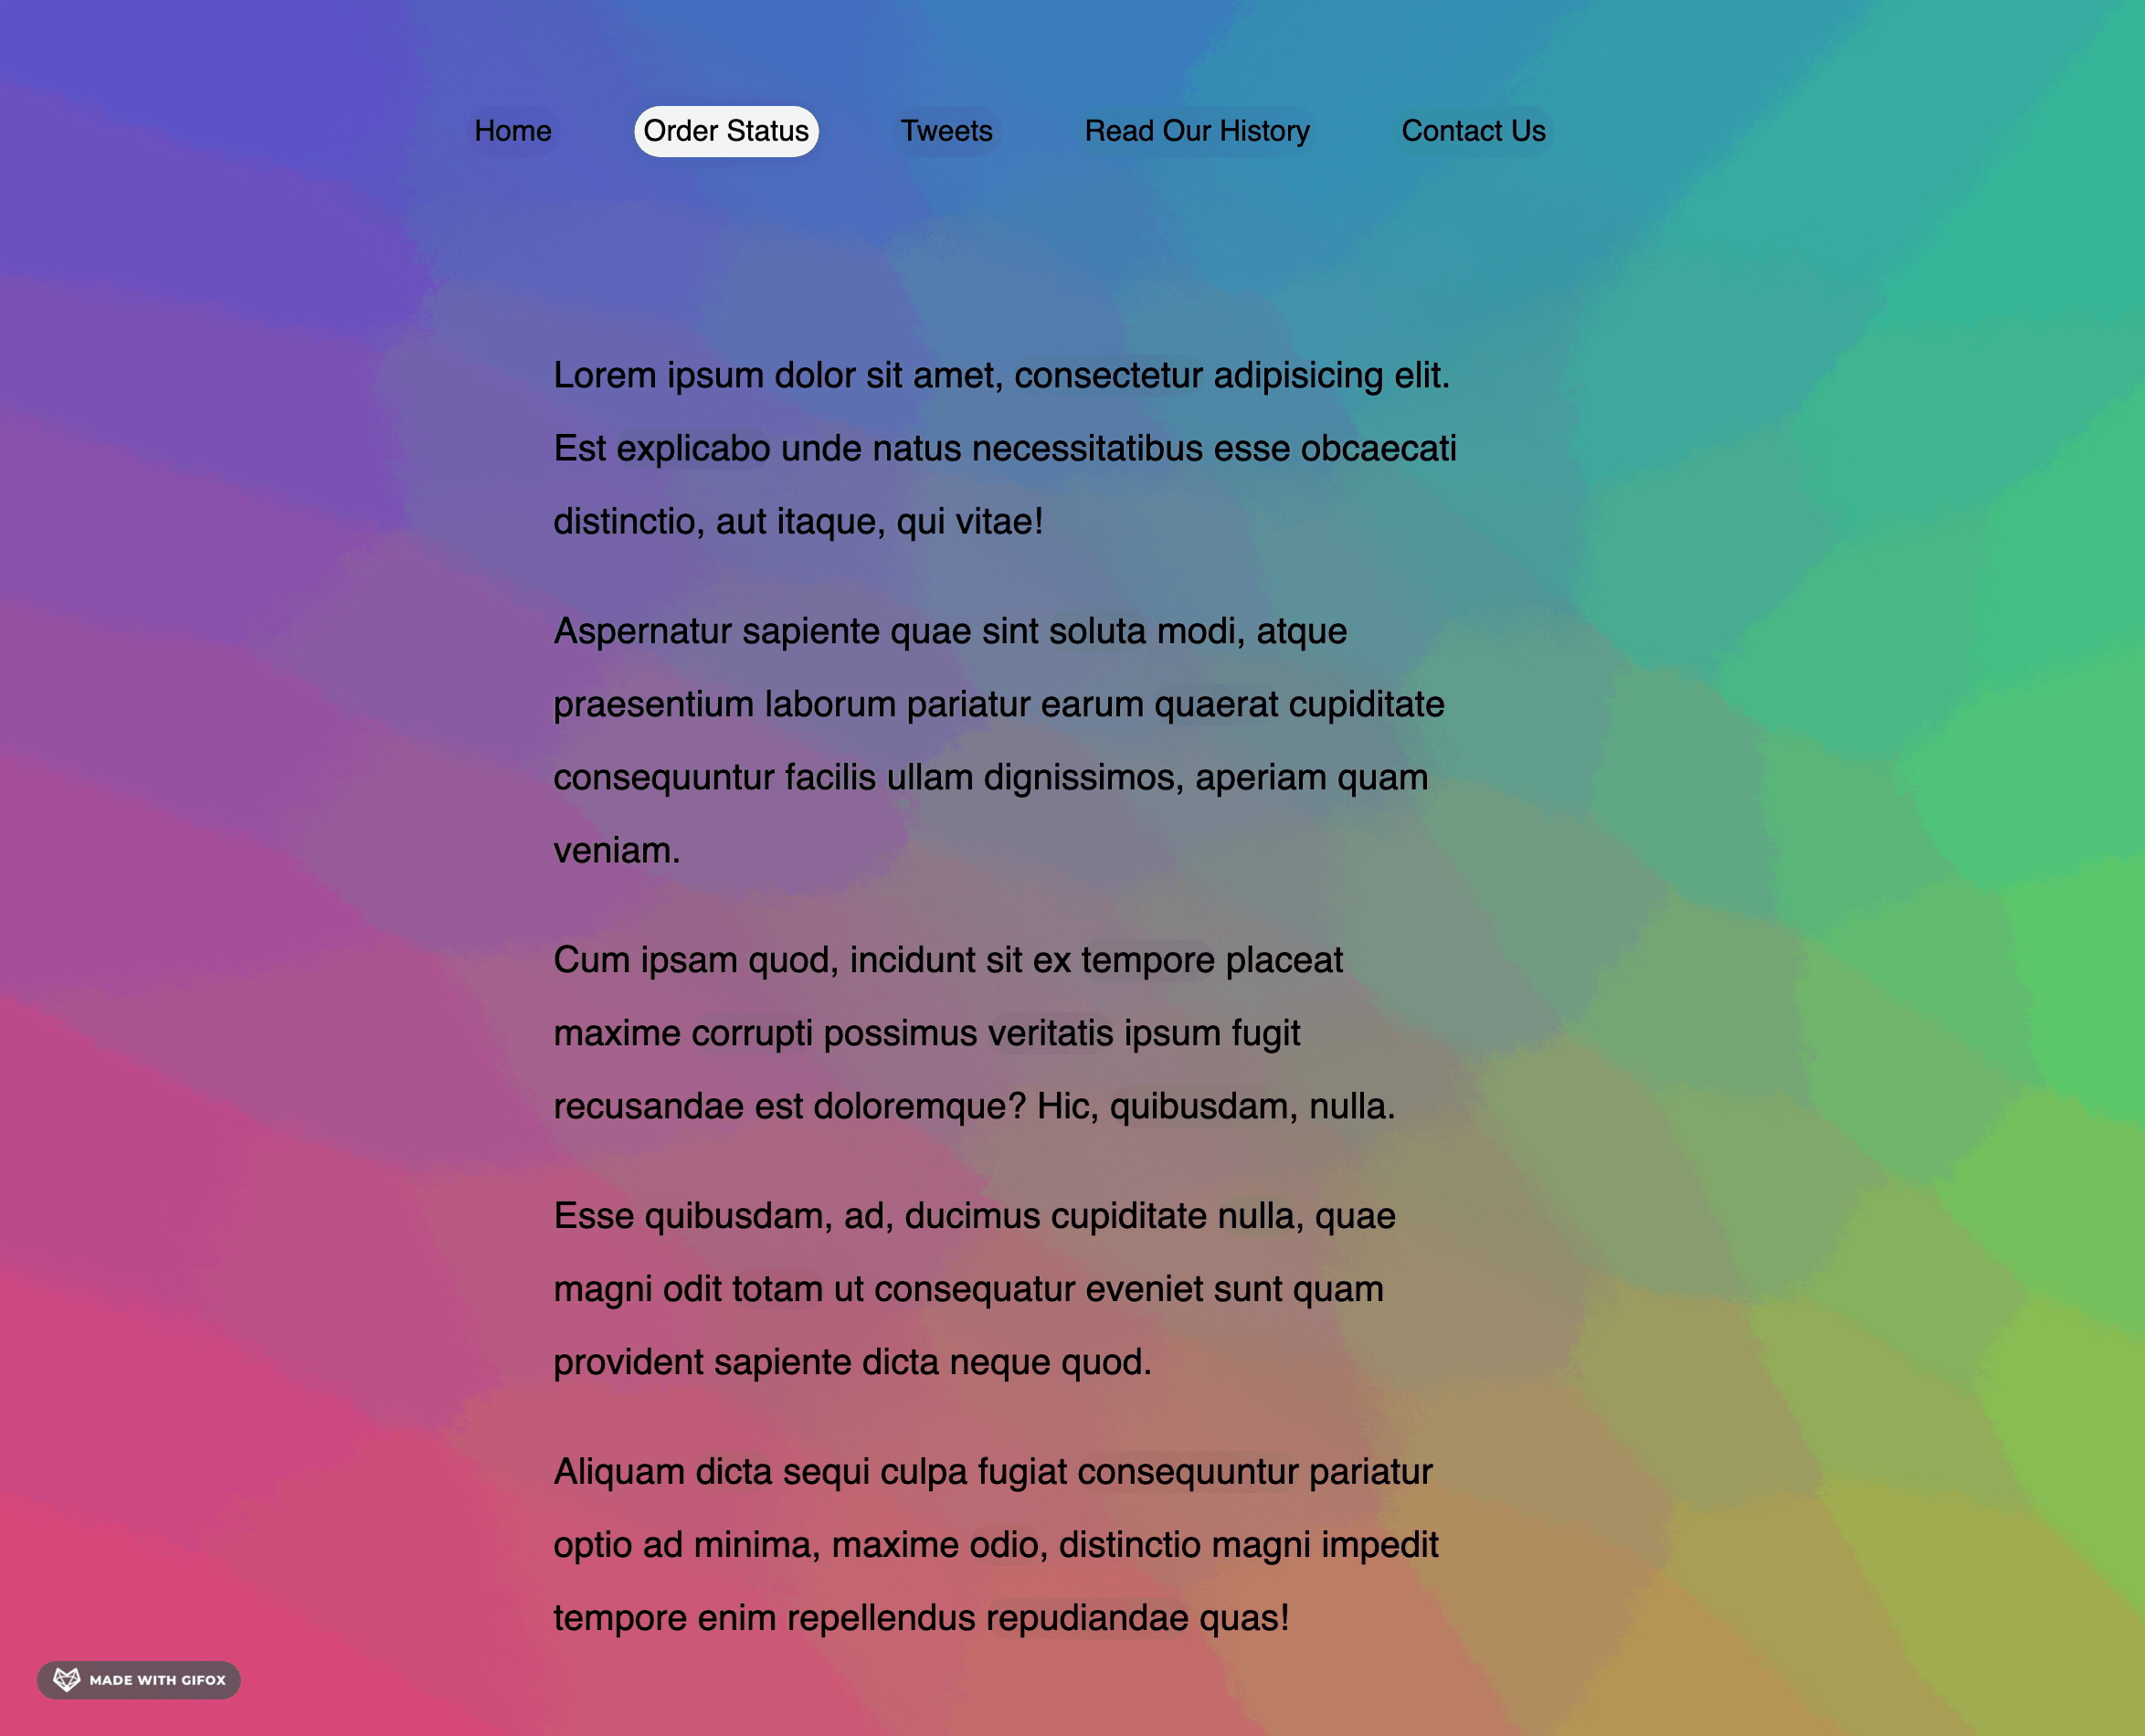 Home Order Status Tweets Read Our History Contact Us
Lorem ipsum dolor sit amet, consectetur adipisicing elit.
Est explicabo unde natus necessitatibus esse obcaecati
distinctio, aut itaque, qui vitae!
Aspernatur sapiente quae sint soluta modi, atque
praesentium laborum pariatur earum quaerat cupiditate
consequuntur facilis ullam dignissimos, aperiam quam
veniam.
Cum ipsam quod, incidunt sit ex tempore placeat
maxime corrupti possimus veritatis ipsum fugit
recusandae est doloremque? Hic, quibusdam, nulla.
Esse quibusdam, ad, ducimus cupiditate nulla, quae
magni odit totam ut consequatur eveniet sunt quam
provident sapiente dicta neque quod.
Aliquam dicta sequi culpa fugiat consequuntur pariatur
optio ad minima, maxime odio, distinctio magni impedit
tempore enim repellendus repudiandae quas!
MADE WITH GIFOX